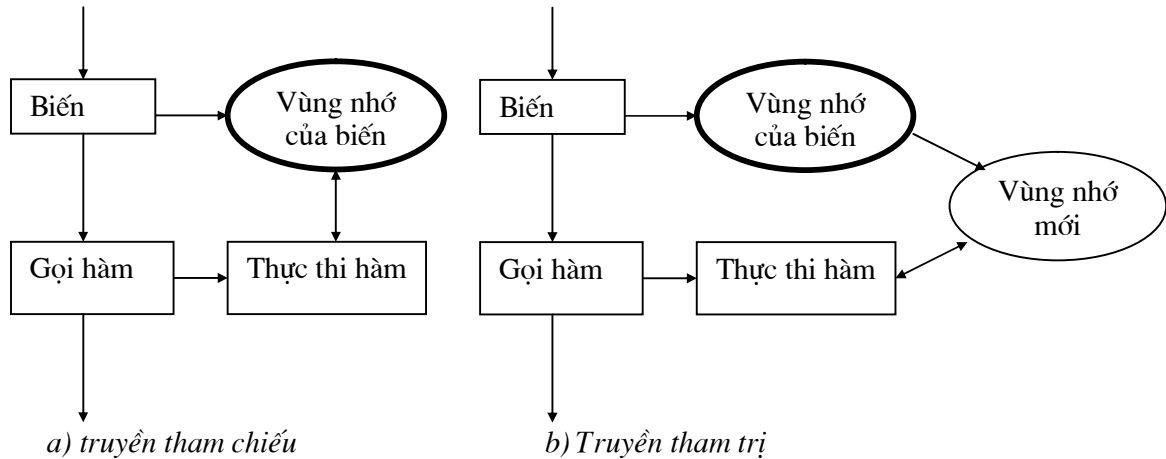 Biến
Vùng nhớ
của biến
Gọi hàm
Thực thi hàm
a) truyền tham chiếu
Biến
Vùng nhớ
của biến
Vùng nhớ
mới
Gọi hàm
Thực thi hàm
b) Truyền tham trị